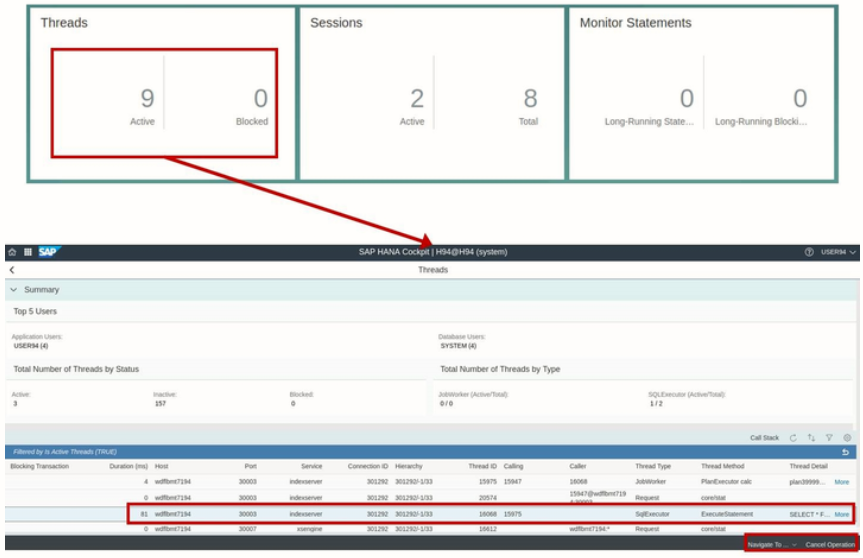 Threads
Sessions
Monitor Statements
9 0
Active Blocked
2 8
Active Total
0 0
Long-Running State... Long-Running Blocki...
SAP SAP HANA Cockpit | H94@H94 (system) USER94
Threads
Summary
Top 5 Users
Application Users: Database Users:
USER94 (4) SYSTEM (4)
Total Number of Threads by Status Total Number of Threads by Type
Active: Inactive: Blocked: JobWorker (Active/Total): SQLExecutor (Active/Total):
3 157 0 0 / 0 1 / 2
Call Stack
Filtered by Is Active Threads (TRUE)
Blocking Transaction Duration (ms) Host Port Service Connection ID Hierarchy Thread ID Calling Caller Thread Type Thread Method Thread Detail
4 wdflbmt7194 30003 indexserver 301292 301292/-1/33 15975 15947 16068 JobWorker PlanExecutor calc plan39999... More
0 wdflbmt7194 30003 indexserver 301292 301292/-1/33 20574 15947@wdflbmt719 Request core/stat
81 wdflbmt7194 30003 indexserver 301292 301292/-1/33 16068 15975 SqlExecutor ExecuteStatement SELECT * F... More
0 wdflbmt7194 30007 xsengine 301292 301292/-1/33 16612 wdflbmt7194:* Request core/stat
Navigate To ... Cancel Operation